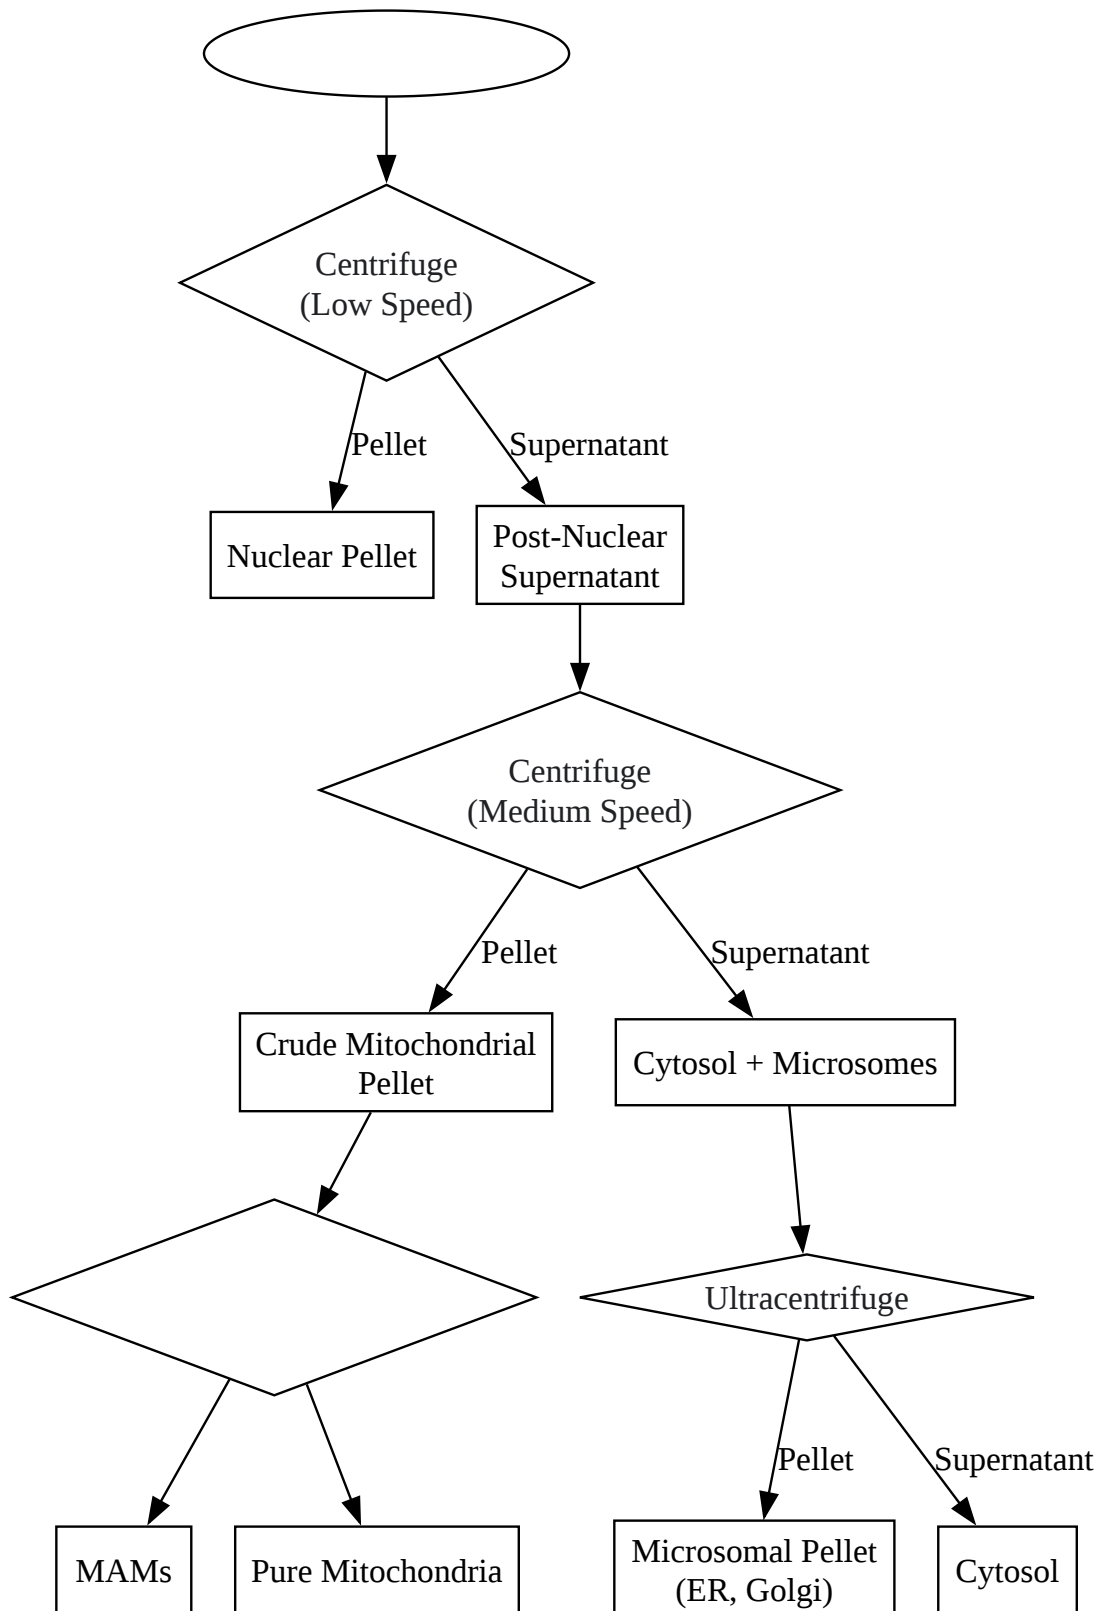 Centrifuge
(Low Speed)
Pellet
Supernatant
Nuclear Pellet
Post-Nuclear
Supernatant
Centrifuge
(Medium Speed)
Pellet
Supernatant
Crude Mitochondrial
Pellet
Cytosol + Microsomes
Ultracentrifuge
Pellet
Supernatant
MAMs
Pure Mitochondria
Microsomal Pellet
(ER, Golgi)
Cytosol